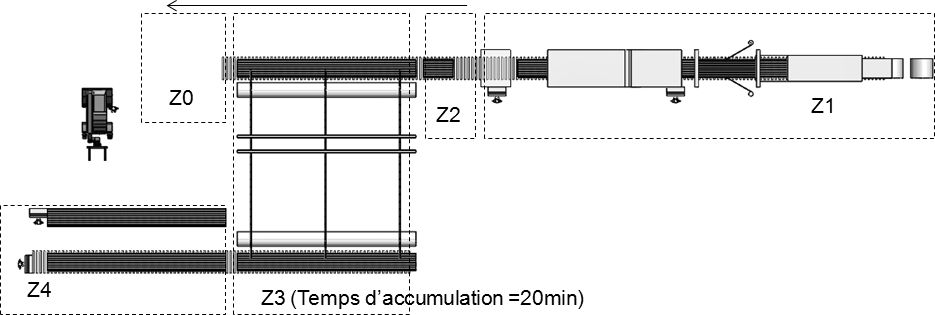 Z0
Z2
Z1
Z4
Z3 (Temps d’accumulation =20min)